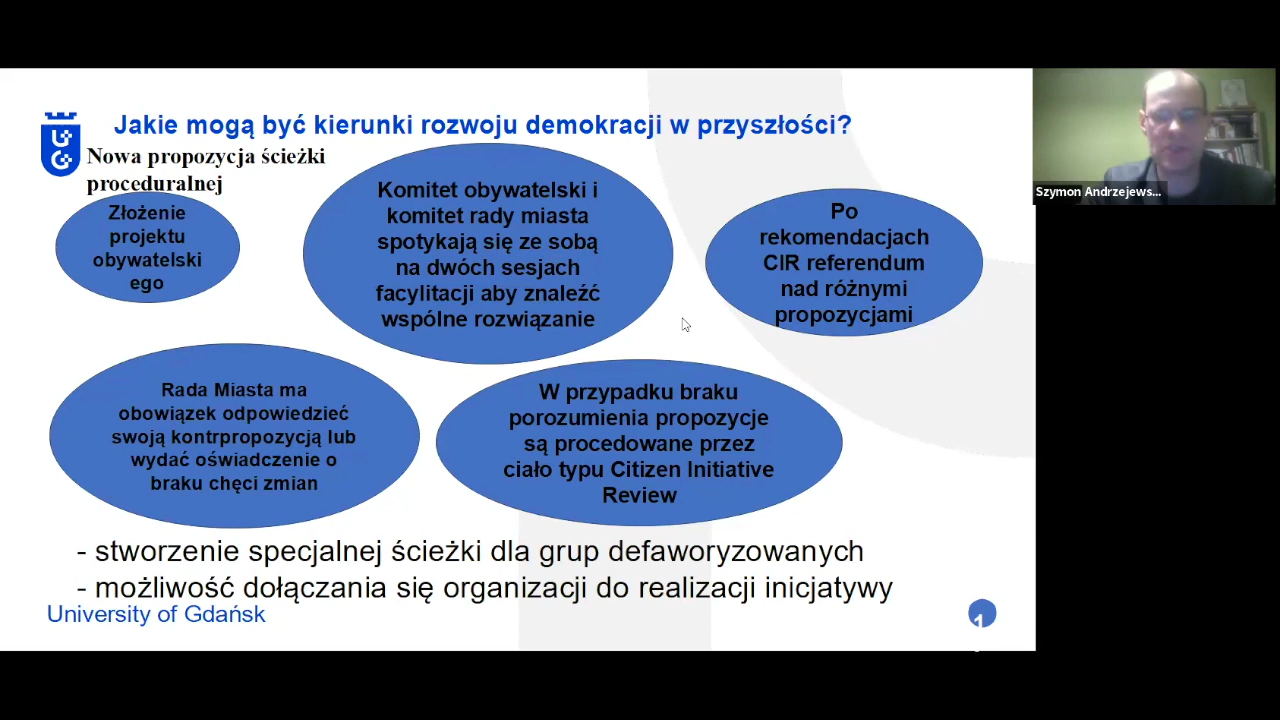 Jakie mogą być kierunki rozwoju demokracji w przyszłości?
Nowa propozycja ścieżki
proceduralnej
Złożenie
projektu
obywatelski
ego
Komitet obywatelski i
komitet rady miasta
spotykają się ze sobą
na dwóch sesjach
facylitacji aby znaleźć
wspólne rozwiązanie
Po
rekomendacjach
CIR referendum
nad różnymi
propozycjami
Rada Miasta ma
obowiązek odpowiedzieć
swoją kontrpropozycją lub
wydać oświadczenie o
braku chęci zmian
W przypadku braku
porozumienia propozycje
są procedowane przez
ciało typu Citizen Initiative
Review
- stworzenie specjalnej ścieżki dla grup defaworyzowanych
- możliwość dołączania się organizacji do realizacji inicjatywy
University of Gdańsk
1
Szymon Andrzejews...